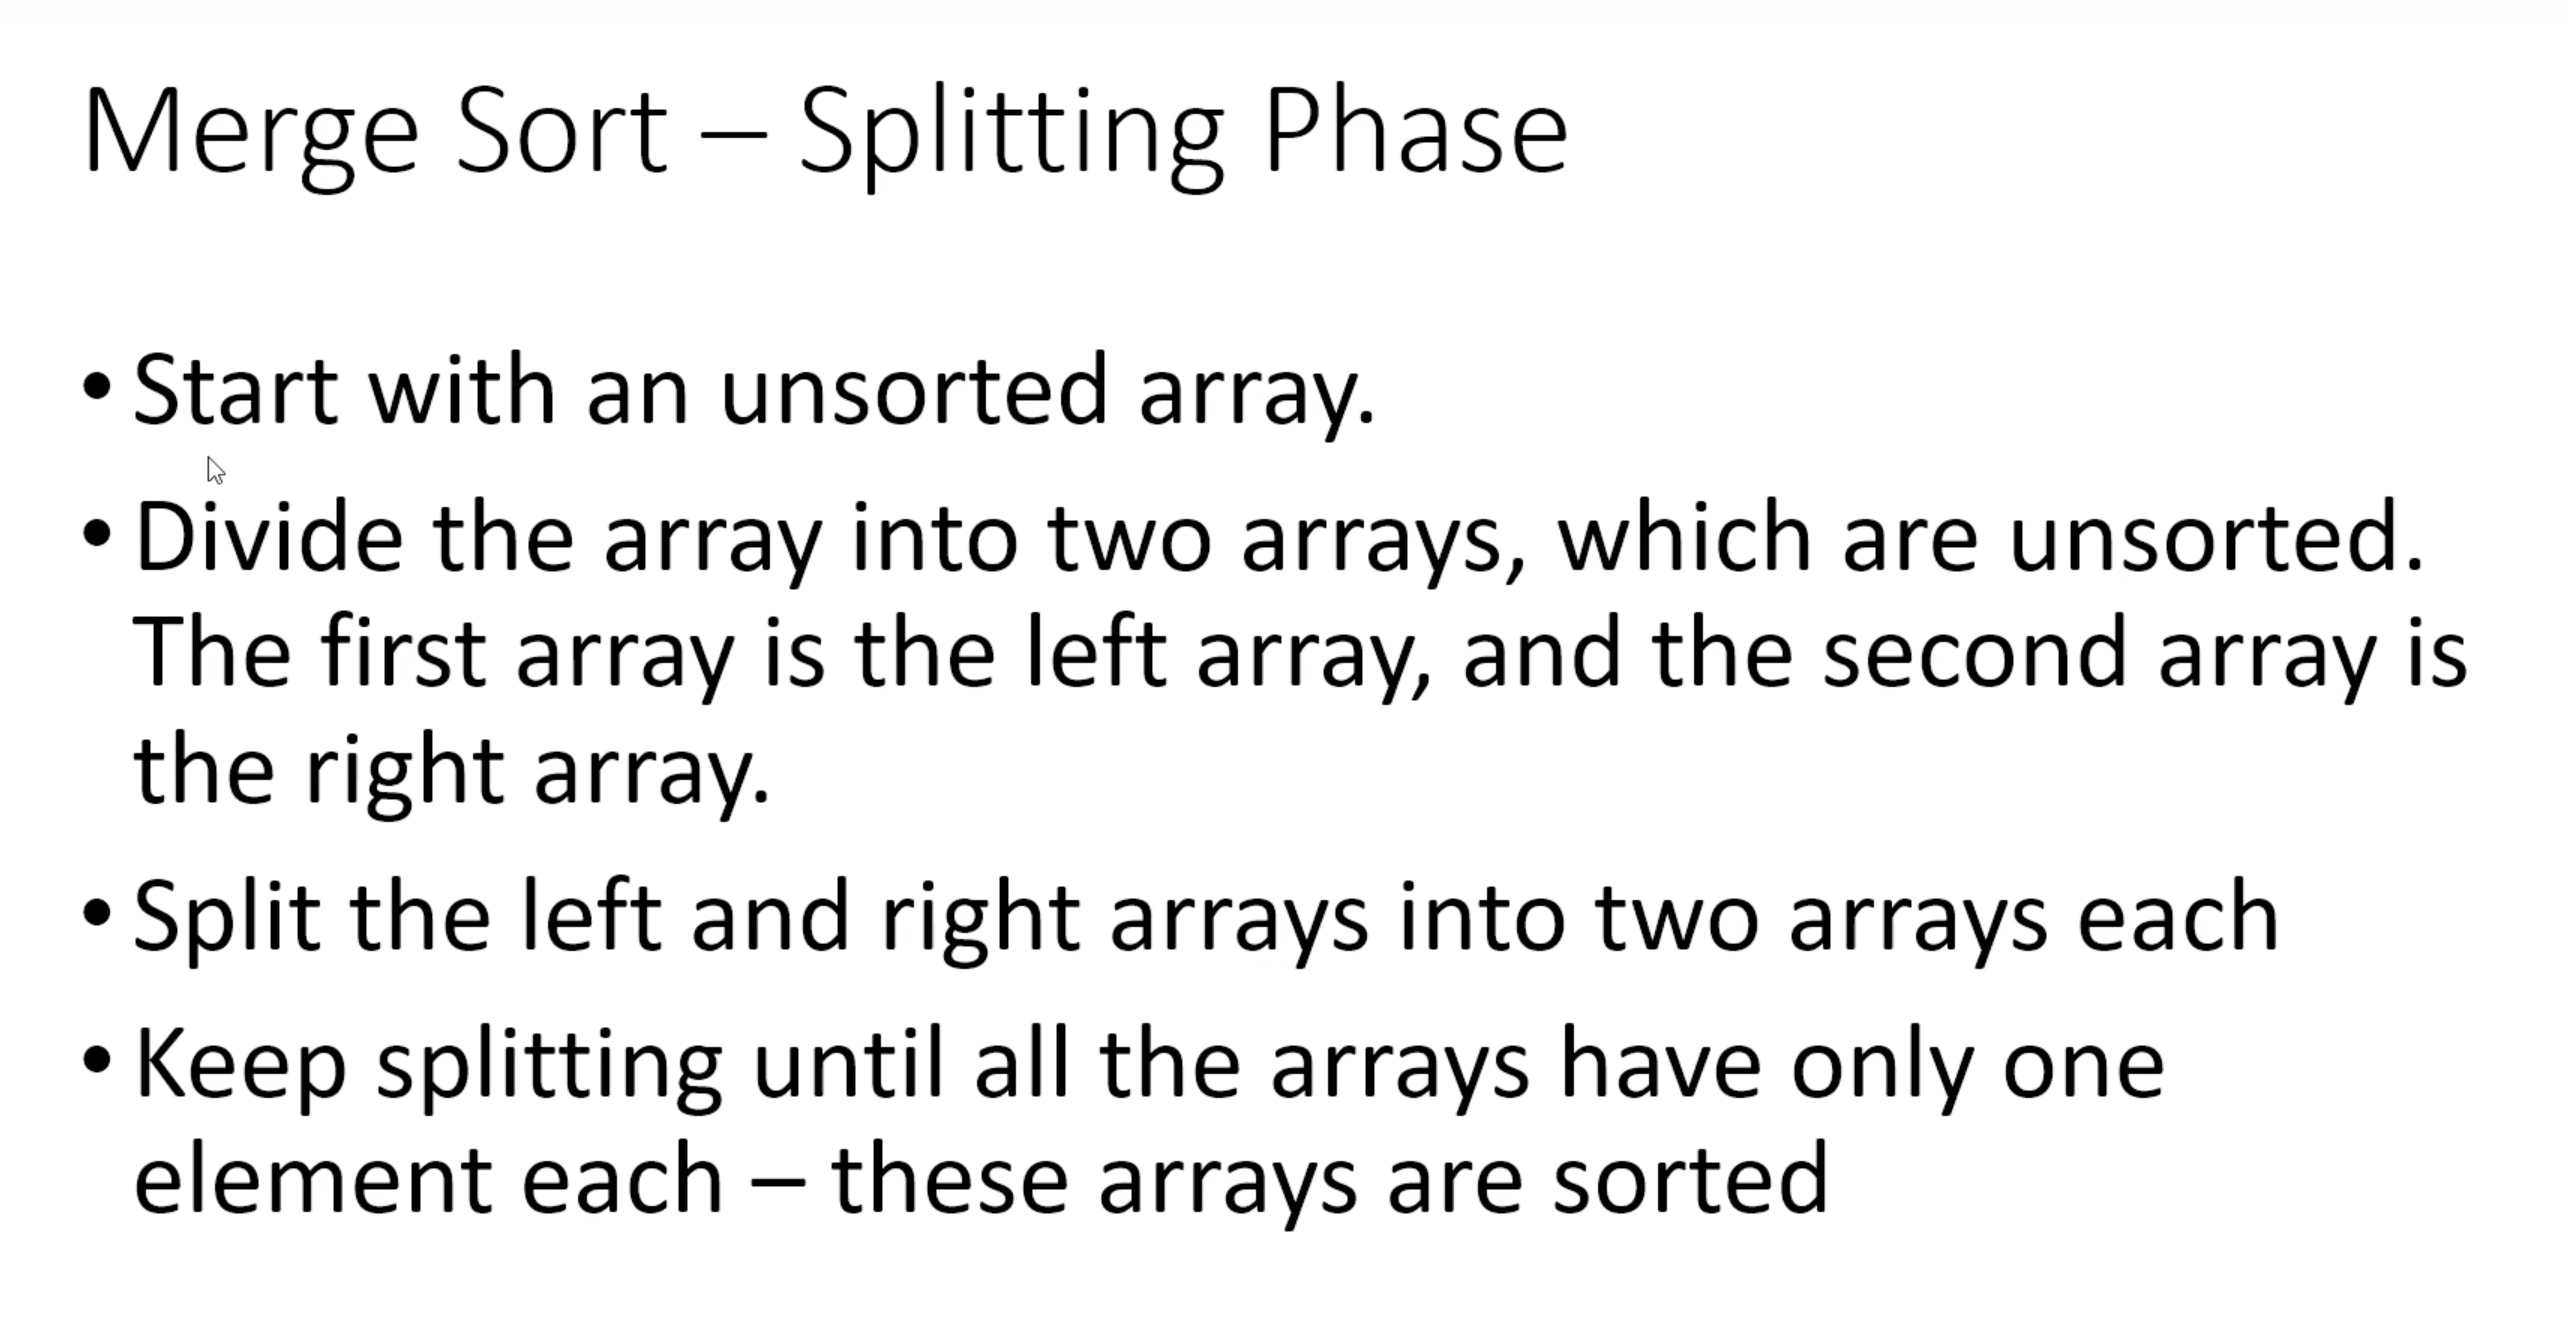 Merge Sort – Splitting Phase
• Start with an unsorted array.
• Divide the array into two arrays, which are unsorted.
The first array is the left array, and the second array is
the right array.
• Split the left and right arrays into two arrays each
• Keep splitting until all the arrays have only one
element each – these arrays are sorted